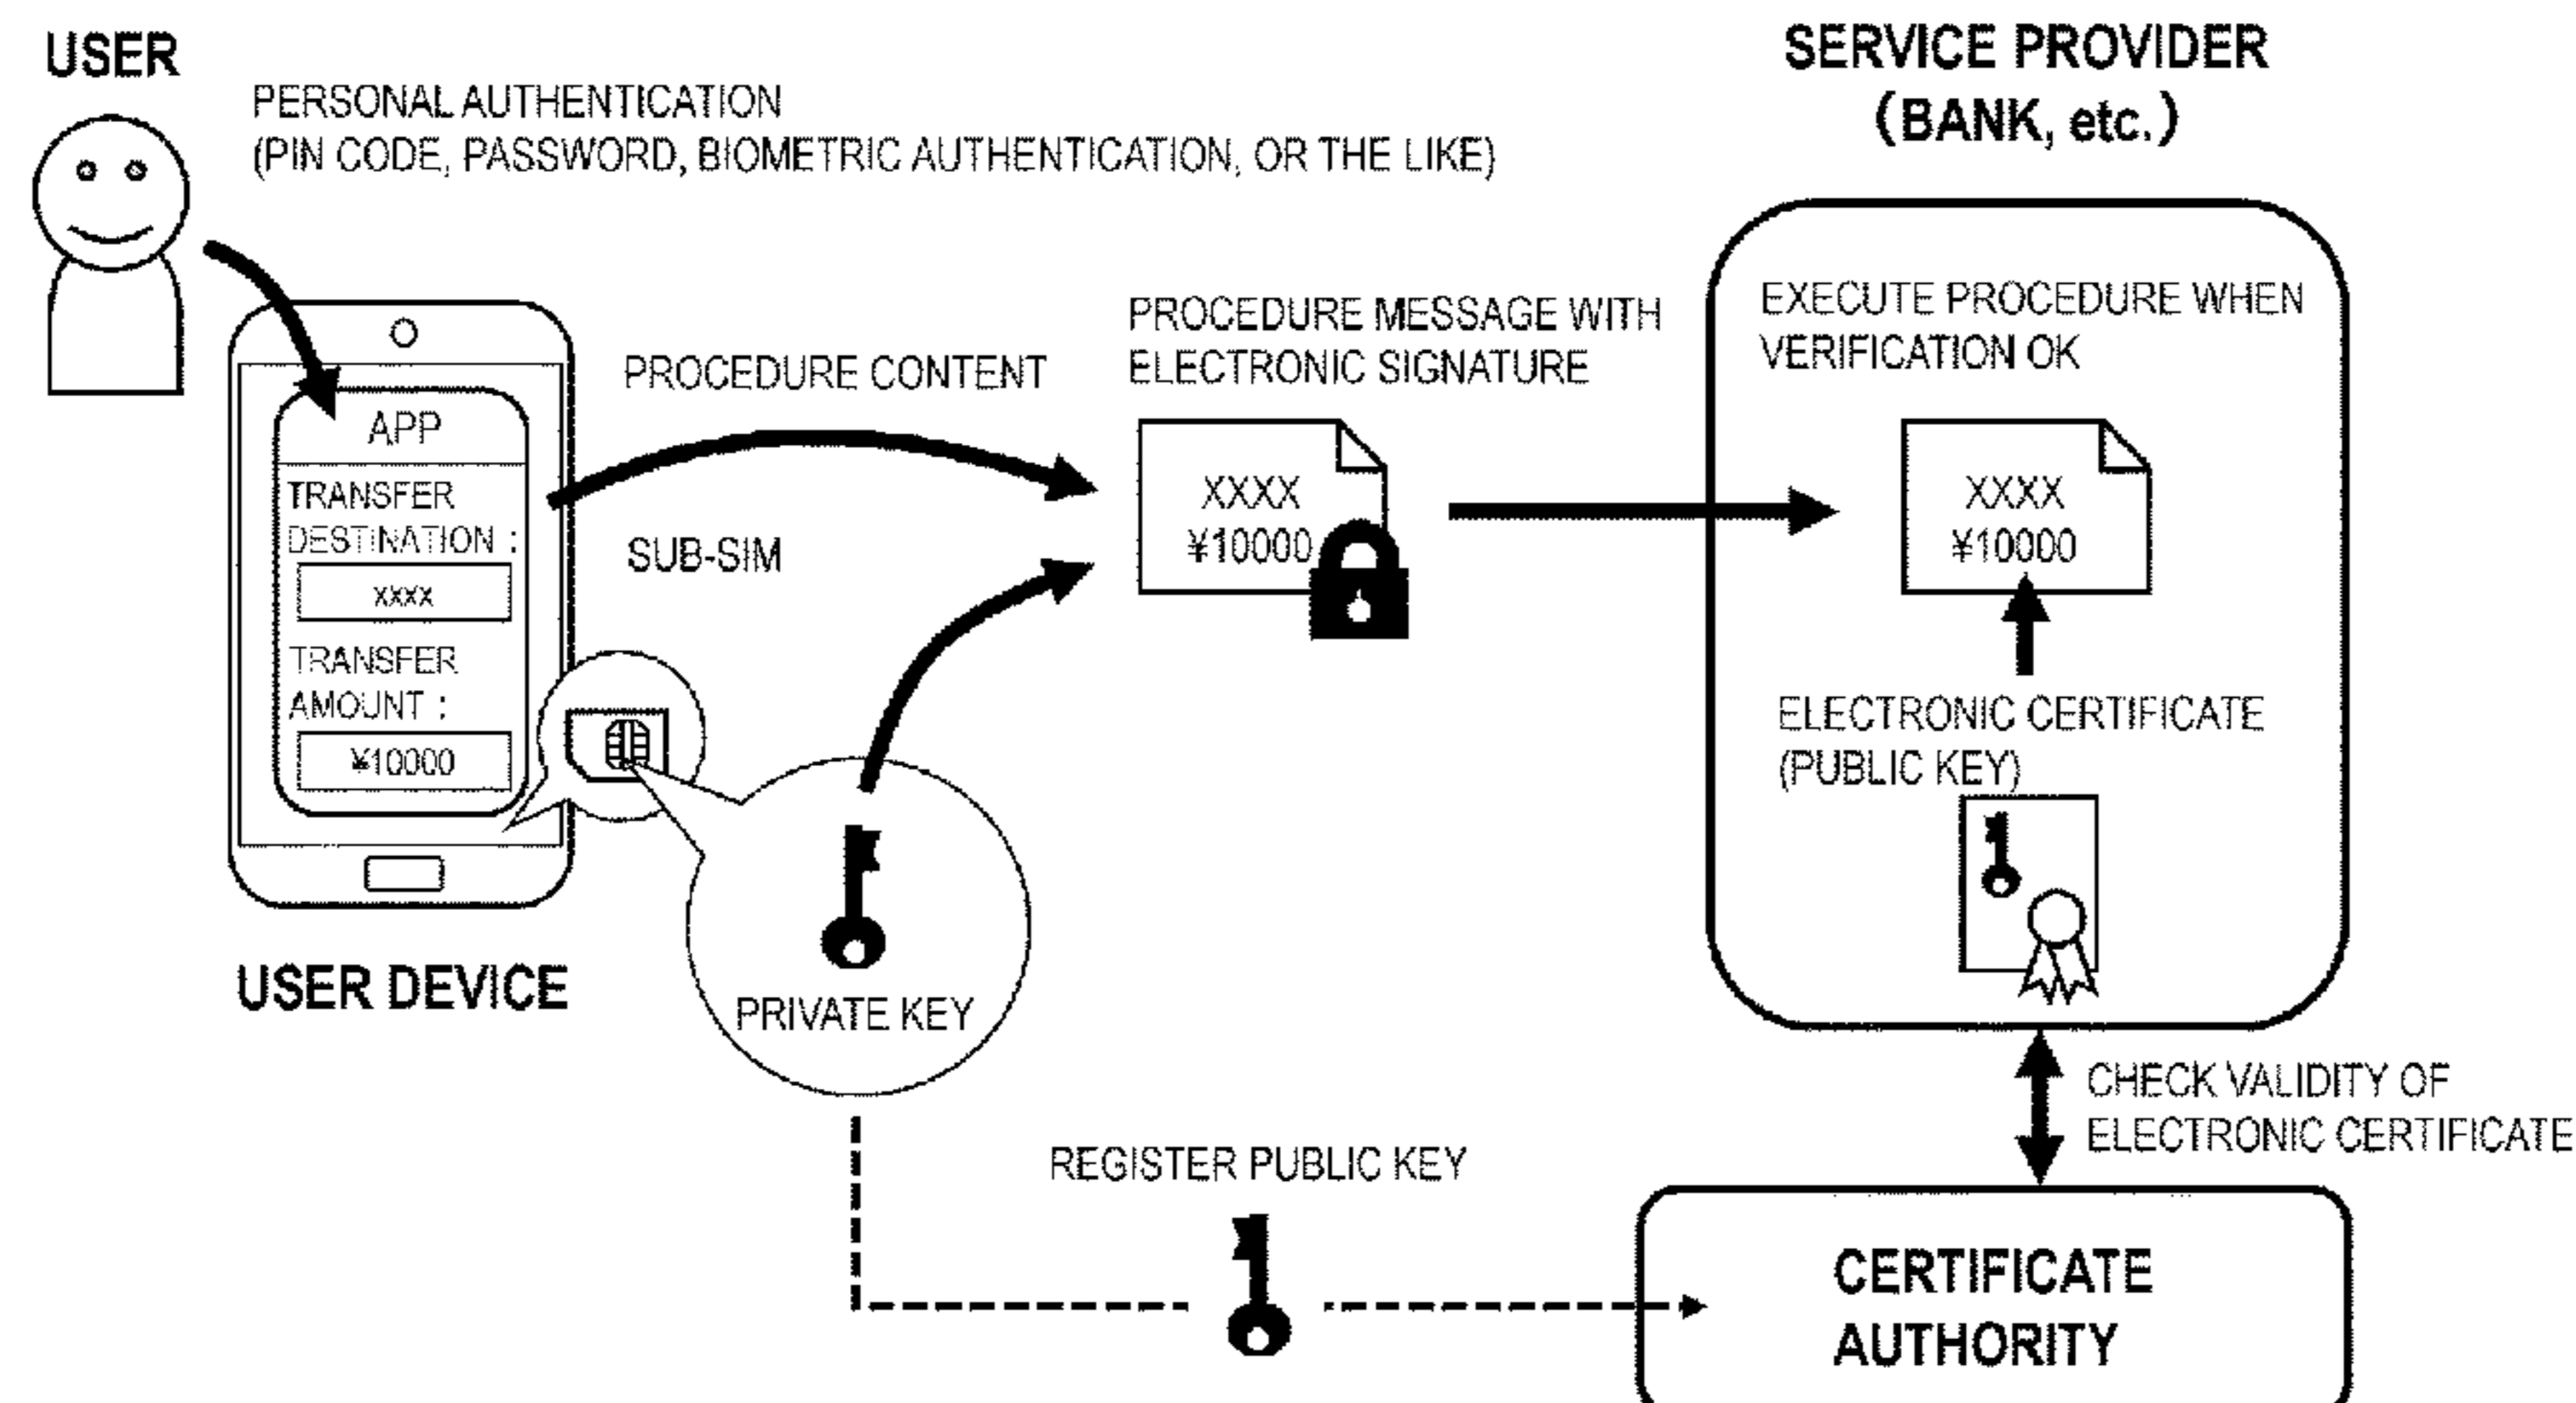 USER
PERSONAL AUTHENTICATION
(PIN CODE, PASSWORD, BIOMETRIC AUTHENTICATION, OR THE LIKE)
SERVICE PROVIDER
(BANK, etc.)
APP
TRANSFER
DESTINATION :
xxxx
TRANSFER
AMOUNT :
¥10000
USER DEVICE
PROCEDURE CONTENT
SUB-SIM
PRIVATE KEY
PROCEDURE MESSAGE WITH
ELECTRONIC SIGNATURE
XXXX
¥10000
EXECUTE PROCEDURE WHEN
VERIFICATION OK
XXXX
¥10000
ELECTRONIC CERTIFICATE
(PUBLIC KEY)
CHECK VALIDITY OF
ELECTRONIC CERTIFICATE
REGISTER PUBLIC KEY
CERTIFICATE
AUTHORITY